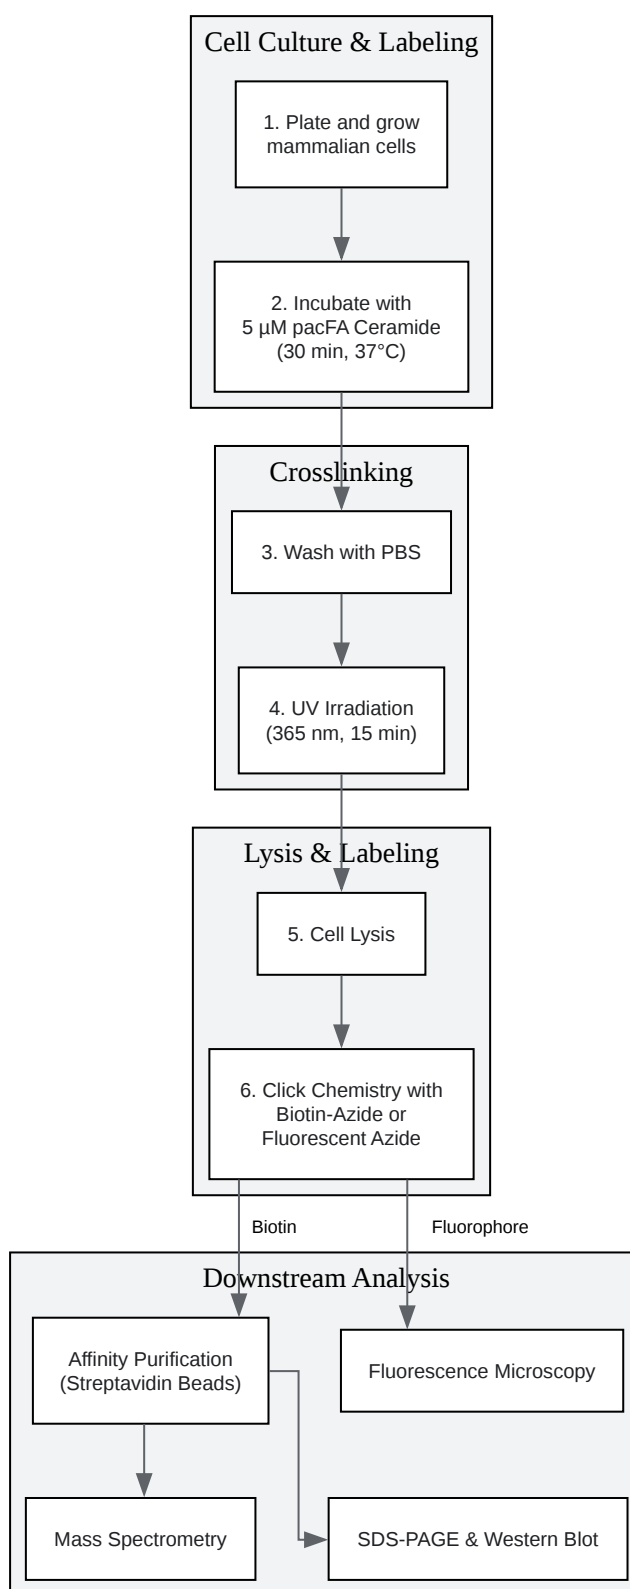 Cell Culture & Labeling
1. Plate and grow
mammalian cells
2. Incubate with
5 µM pacFA Ceramide
(30 min, 37°C)
Crosslinking
3. Wash with PBS
4. UV Irradiation
(365 nm, 15 min)
Lysis & Labeling
5. Cell Lysis
6. Click Chemistry with
Biotin-Azide or
Fluorescent Azide
Biotin
Fluorophore
Downstream Analysis
Affinity Purification
(Streptavidin Beads)
Fluorescence Microscopy
Mass Spectrometry
SDS-PAGE & Western Blot